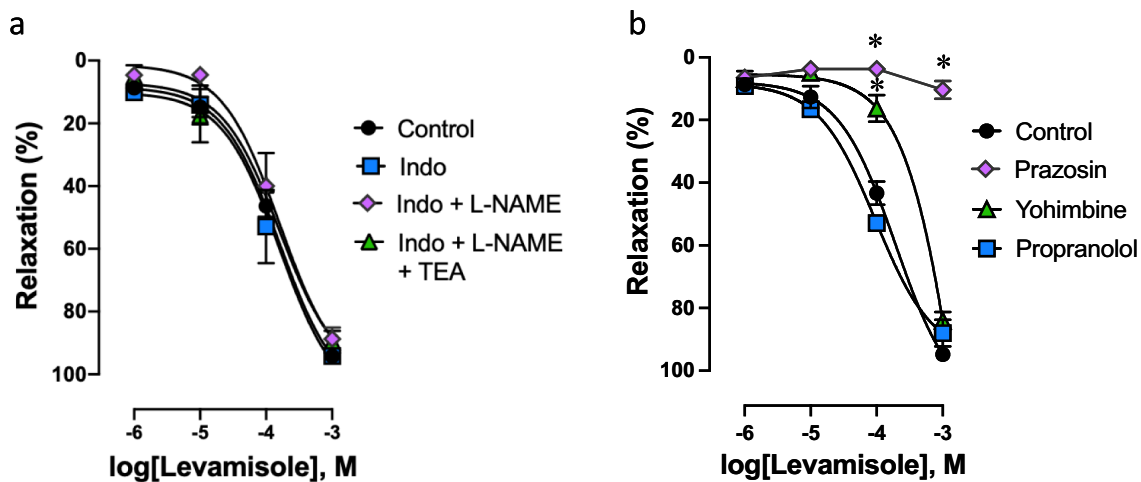 a
Relaxation (%)
0
20
40
60
80
100
-6
-5
-4
-3
log[Levamisole], M
Control
Indo
Indo + L-NAME
Indo + L-NAME
+ TEA
b
Relaxation (%)
0
20
40
60
80
100
*
*
*
-6
-5
-4
-3
log[Levamisole], M
Control
Prazosin
Yohimbine
Propranolol